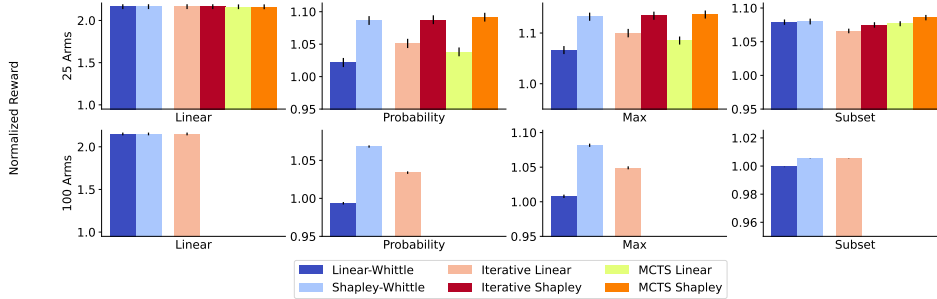 Normalized Reward
25 Arms
2.0
1.5
1.0
Linear
1.10
1.05
1.00
0.95
Probability
1.1
1.0
Max
1.10
1.05
1.00
0.95
Subset
100 Arms
2.0
1.5
1.0
Linear
1.05
1.00
0.95
Probability
1.10
1.05
1.00
0.95
Max
1.02
1.00
0.98
0.96
Subset
Linear-Whittle
Shapley-Whittle
Iterative Linear
Iterative Shapley
MCTS Linear
MCTS Shapley